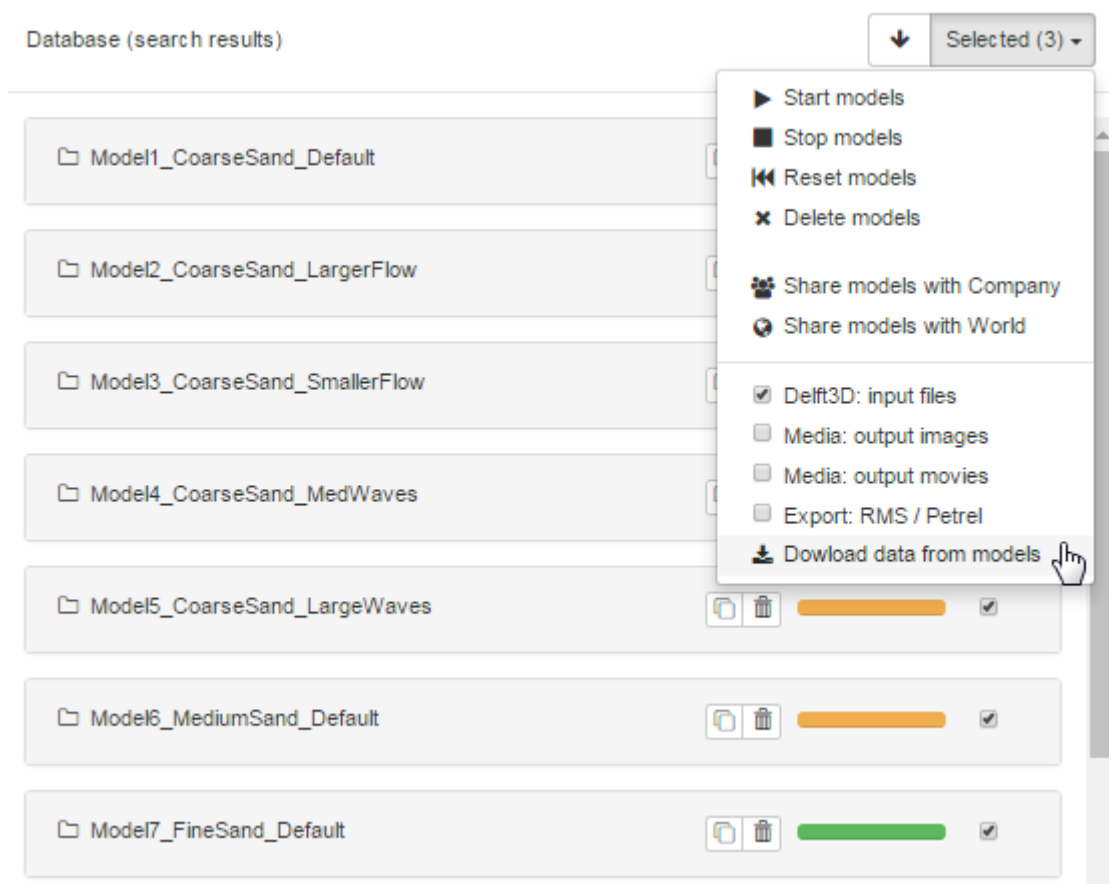 Database (search results)
Selected (3)
Start models
Stop models
Reset models
Delete models
Share models with Company
Share models with World
Delft3D: input files
Media: output images
Media: output movies
Export: RMS / Petrel
Dowload data from models
Model1_CoarseSand_Default
Model2_CoarseSand_LargerFlow
Model3_CoarseSand_SmallerFlow
Model4_CoarseSand_MedWaves
Model5_CoarseSand_LargeWaves
Model6_MediumSand_Default
Model7_FineSand_Default